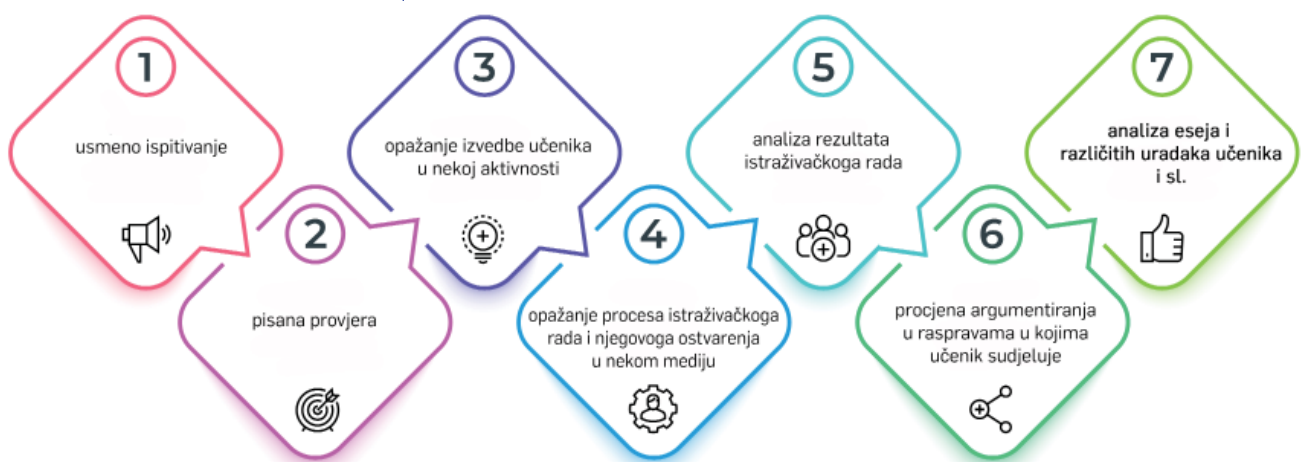 1
usmeno ispitivanje
2
pisana provjera
3
opažanje izvedbe učenika
u nekoj aktivnosti
4
opažanje procesa istraživačkoga
rada i njegovoga ostvarenja
u nekom mediju
5
analiza rezultata
istraživačkoga rada
6
procjena argumentiranja
u raspravama u kojima
učenik sudjeluje
7
analiza eseja i
različitih uradaka učenika
i sl.